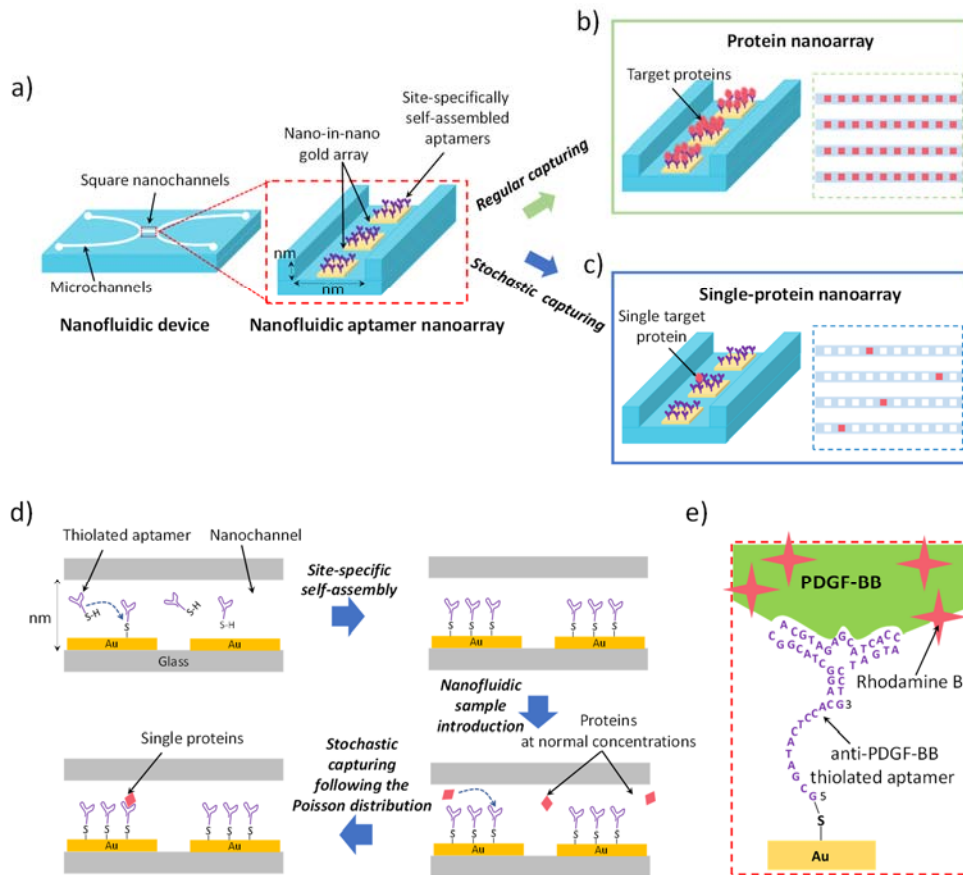 a)
Square nanochannels
Microchannels
Nanofluidic device
Nano-in-nano
gold array
Site-specifically
self-assembled
aptamers
nm
nm
Nanofluidic aptamer nanoarray
Regular capturing
Stochastic capturing
b)
Protein nanoarray
Target proteins
c)
Single-protein nanoarray
Single target
protein
d)
Thiolated aptamer
Nanochannel
nm
S-H
S
S-H
S-H
Au
Au
Glass
Site-specific
self-assembly
S S S
S S S
Au
Au
Nanofluidic
sample
introduction
Proteins
at normal concentrations
S S S
S S S
Au
Au
Stochastic
capturing
following the
Poisson distribution
Single proteins
S S S
S S S
Au
Au
e)
PDGF-BB
Rhodamine B
3
anti-PDGF-BB
thiolated aptamer
5
S
Au